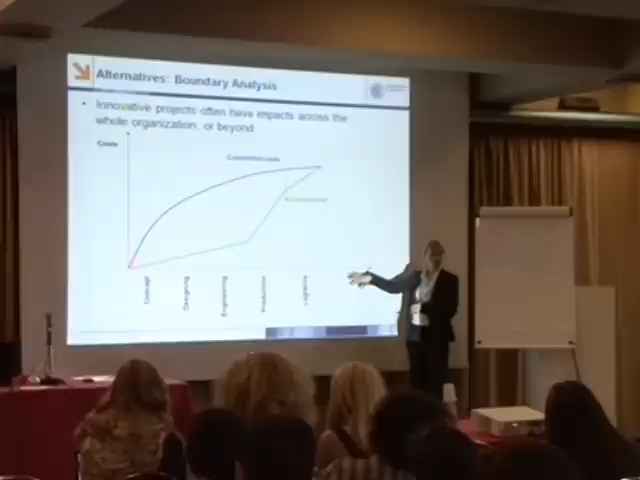 Alternatives: Boundary Analysis
• Innovative projects often have impacts across the
whole organization, or beyond
Costs
Committed costs
Concept
Designing
Engineering
Production
Logistics